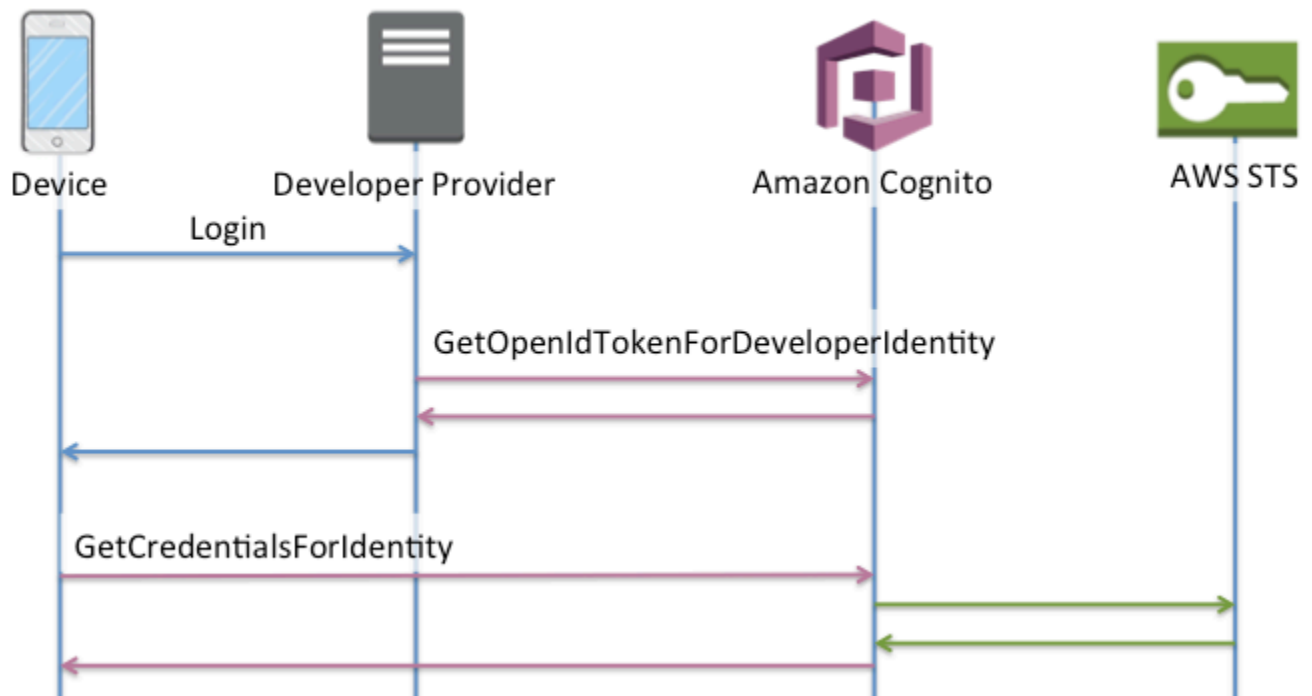 Device
Developer Provider
Amazon Cognito
AWS STS
Login
GetOpenIdTokenForDeveloperIdentity
GetCredentialsForIdentity